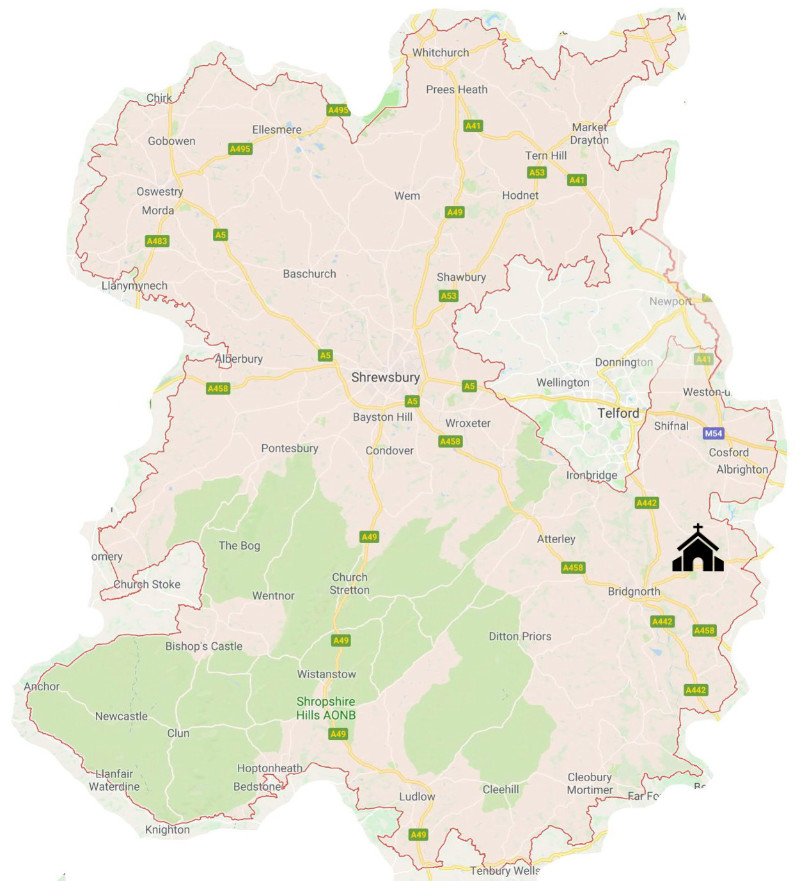 M
Whitchurch
Prees Heath
Chirk
A495
A41
Market
Drayton
Ellesmere
Gobowen
A495
Tern Hill
A53
A41
Oswestry
Morda
Wem
Hodnet
A49
A5
A483
Baschurch
Shawbury
Llanymynech
A53
Newport
Alberbury
A5
Donnington
A41
Shrewsbury
Wellington
A458
A5
Weston-u
A5
Telford
Bayston Hill
Wroxeter
Shifnal
M54
A458
Pontesbury
Condover
Cosford
Albrighton
Ironbridge
A442
A49
Atterley
The Bog
omery
A458
Church Stoke
Church
Stretton
Bridgnorth
Wentnor
A442
A458
Ditton Priors
A49
Bishop's Castle
Wistanstow
Anchor
A442
Shropshire
Hills AONB
Newcastle
Clun
A49
Hoptonheath
Llanfair
Waterdine
Bedstone
Cleobury
Mortimer
Cleehill
Ludlow
Far Fo
Knighton
A49
Tenbury Wells